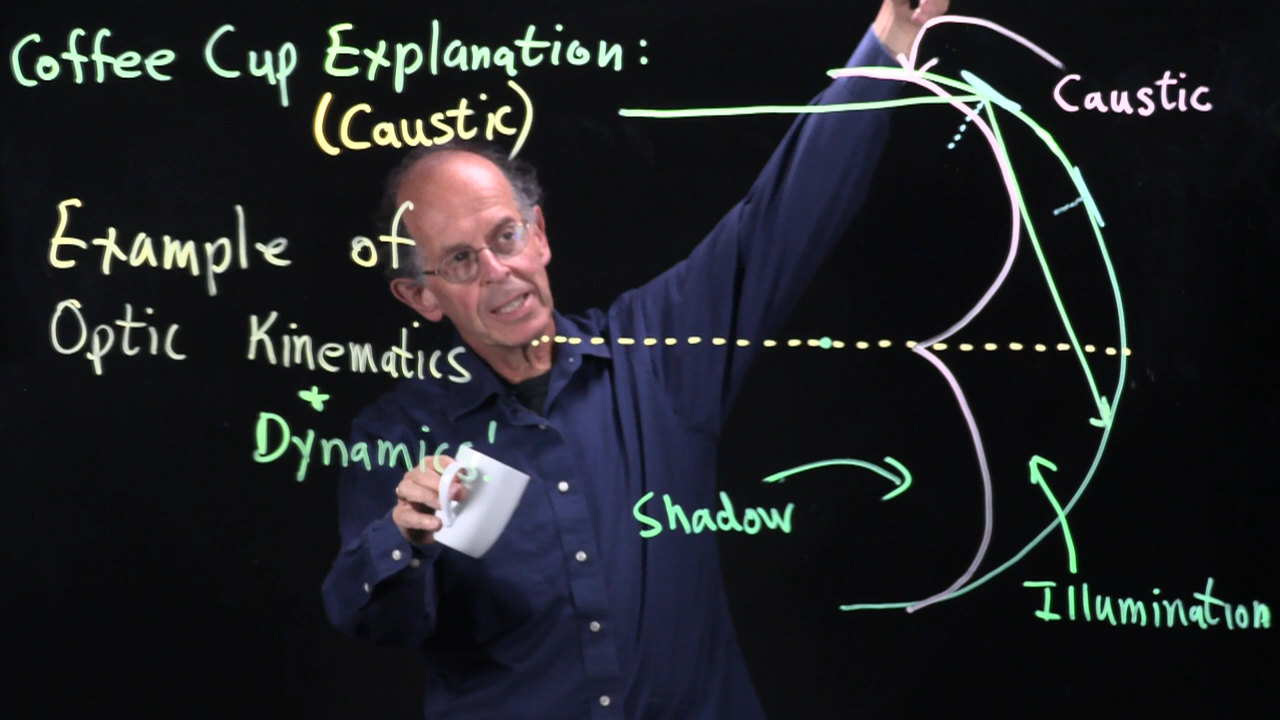 Coffee Cup Explanation:
(Caustic)
Caustic
Example of
Optic Kinematics
+
Dynamics!
Shadow
Illumination